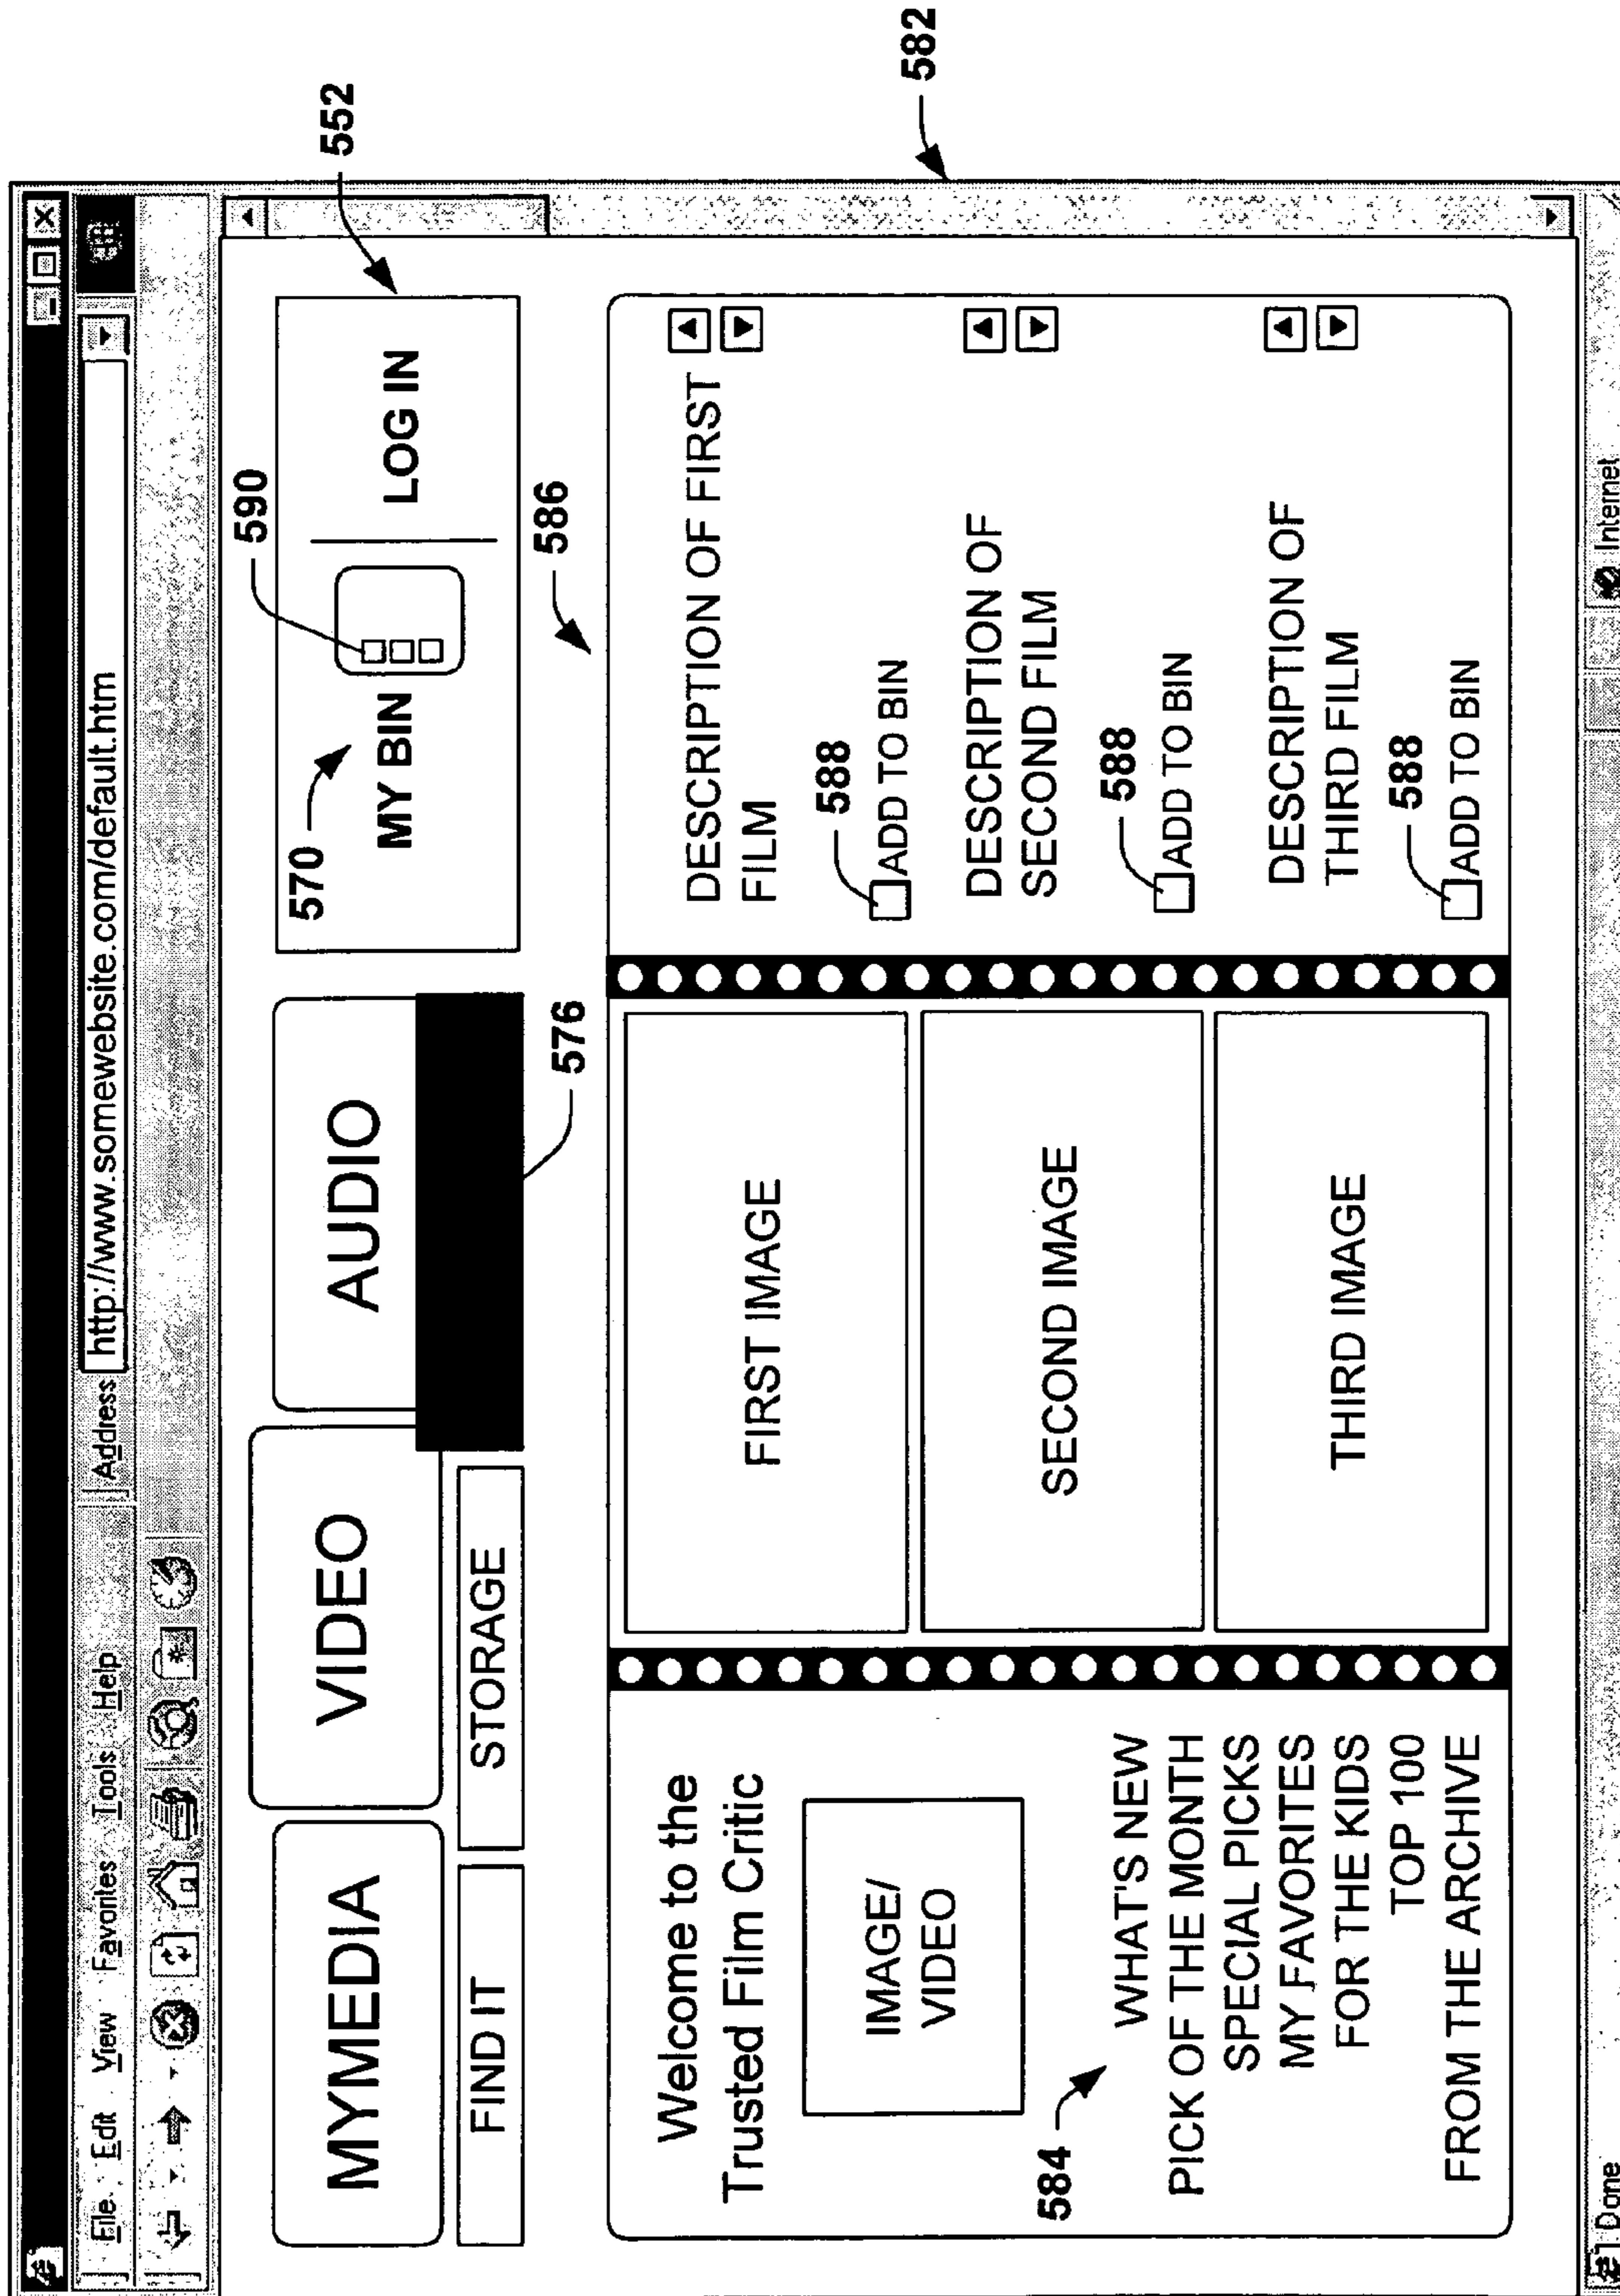 File Edit View Favorites Tools Help Address http://www.somewebsite.com/default.htm
552
582
MYMEDIA
VIDEO
AUDIO
570
MY BIN
590
LOG IN
FIND IT
STORAGE
576
586
Welcome to the
Trusted Film Critic
IMAGE/
VIDEO
584
WHAT'S NEW
PICK OF THE MONTH
SPECIAL PICKS
MY FAVORITES
FOR THE KIDS
TOP 100
FROM THE ARCHIVE
FIRST IMAGE
SECOND IMAGE
THIRD IMAGE
DESCRIPTION OF FIRST
FILM
588
ADD TO BIN
DESCRIPTION OF
SECOND FILM
588
ADD TO BIN
DESCRIPTION OF
THIRD FILM
588
ADD TO BIN
Done
Internet